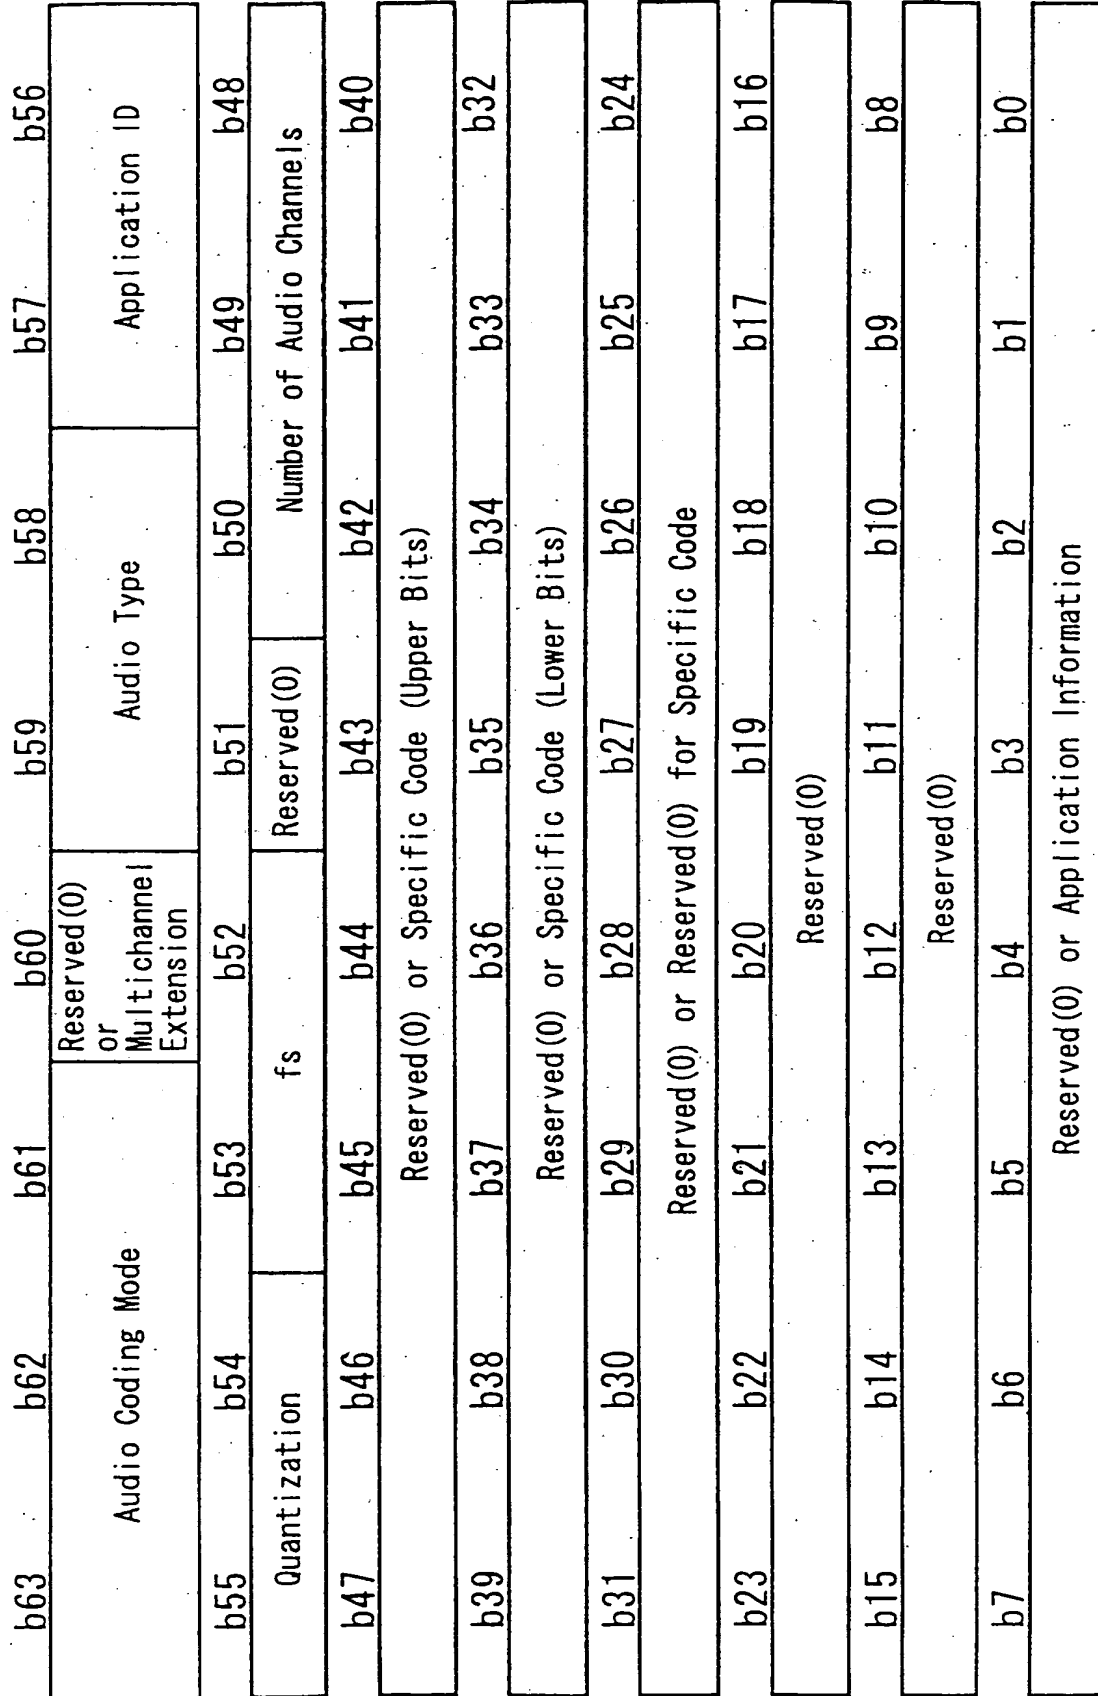 b63 b62 b61 b60 b59 b58 b57 b56
Audio Coding Mode
Reserved(0)
or
Multichannel
Extension
Audio Type
Application ID
b55 b54 b53 b52 b51 b50 b49 b48
Quantization
fs
Reserved(0)
Number of Audio Channels
b47 b46 b45 b44 b43 b42 b41 b40
Reserved(0) or Specific Code (Upper Bits)
b39 b38 b37 b36 b35 b34 b33 b32
Reserved(0) or Specific Code (Lower Bits)
b31 b30 b29 b28 b27 b26 b25 b24
Reserved(0) or Reserved(0) for Specific Code
b23 b22 b21 b20 b19 b18 b17 b16
Reserved(0)
b15 b14 b13 b12 b11 b10 b9 b8
Reserved(0)
b7 b6 b5 b4 b3 b2 b1 b0
Reserved(0) or Application Information